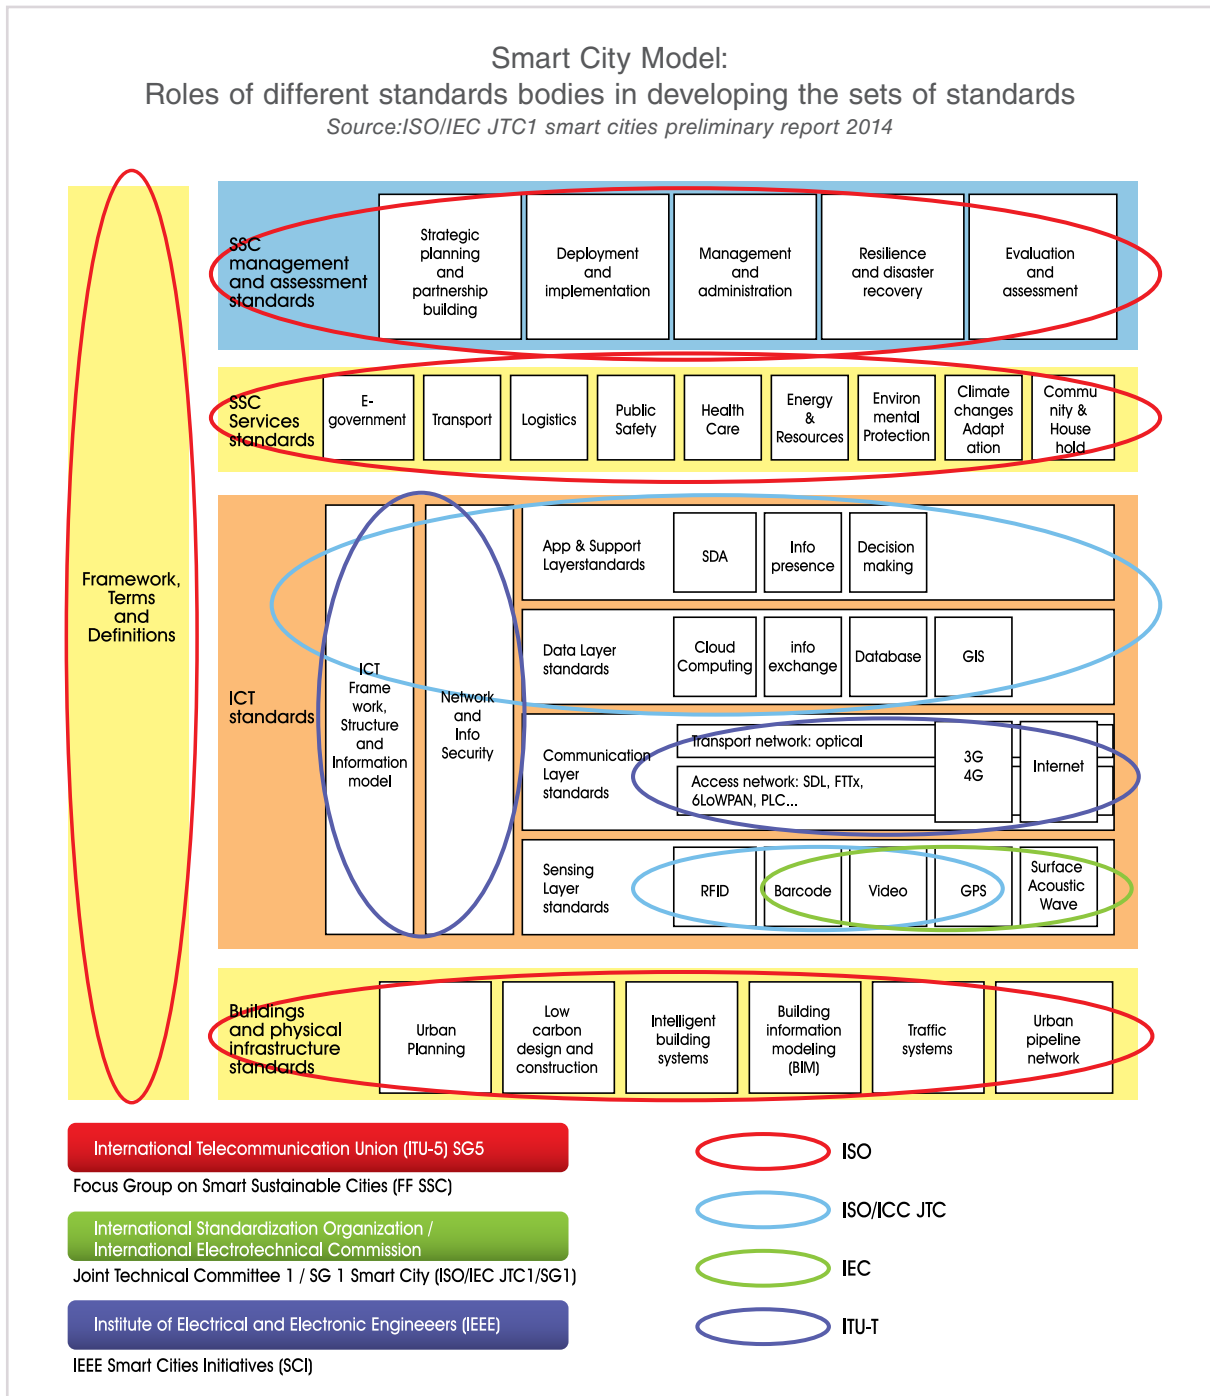 Smart City Model:
Roles of different standards bodies in developing the sets of standards
Source:ISO/IEC JTC1 smart cities preliminary report 2014
Framework,
Terms
and
Definitions
SSC
management
and assessment
standards
Strategic
planning
and
partnership
building
Deployment
and
implementation
Management
and
administration
Resilience
and disaster
recovery
Evaluation
and
assessment
SSC
Services
standards
E-
government
Transport
Logistics
Public
Safety
Health
Care
Energy
&
Resources
Environ
mental
Protection
Climate
changes
Adapt
ation
Commu
nity &
House
hold
ICT
standards
ICT
Frame
work,
Structure
and
Information
model
Network
and
Info
Security
App & Support
Layerstandards
SDA
Info
presence
Decision
making
Data Layer
standards
Cloud
Computing
info
exchange
Database
GIS
Communication
Layer
standards
Transport network: optical
Access network: SDL, FTTx,
6LoWPAN, PLC...
3G
4G
Internet
Sensing
Layer
standards
RFID
Barcode
Video
GPS
Surface
Acoustic
Wave
Buildings
and physical
infrastructure
standards
Urban
Planning
Low
carbon
design and
construction
Intelligent
building
systems
Building
information
modeling
(BIM)
Traffic
systems
Urban
pipeline
network
International Telecommunication Union (ITU-5) SG5
Focus Group on Smart Sustainable Cities (FF SSC)
International Standardization Organization /
International Electrotechnical Commission
Joint Technical Committee 1 / SG 1 Smart City (ISO/IEC JTC1/SG1)
Institute of Electrical and Electronic Engineeers (IEEE)
IEEE Smart Cities Initiatives (SCI)
ISO
ISO/ICC JTC
IEC
ITU-T